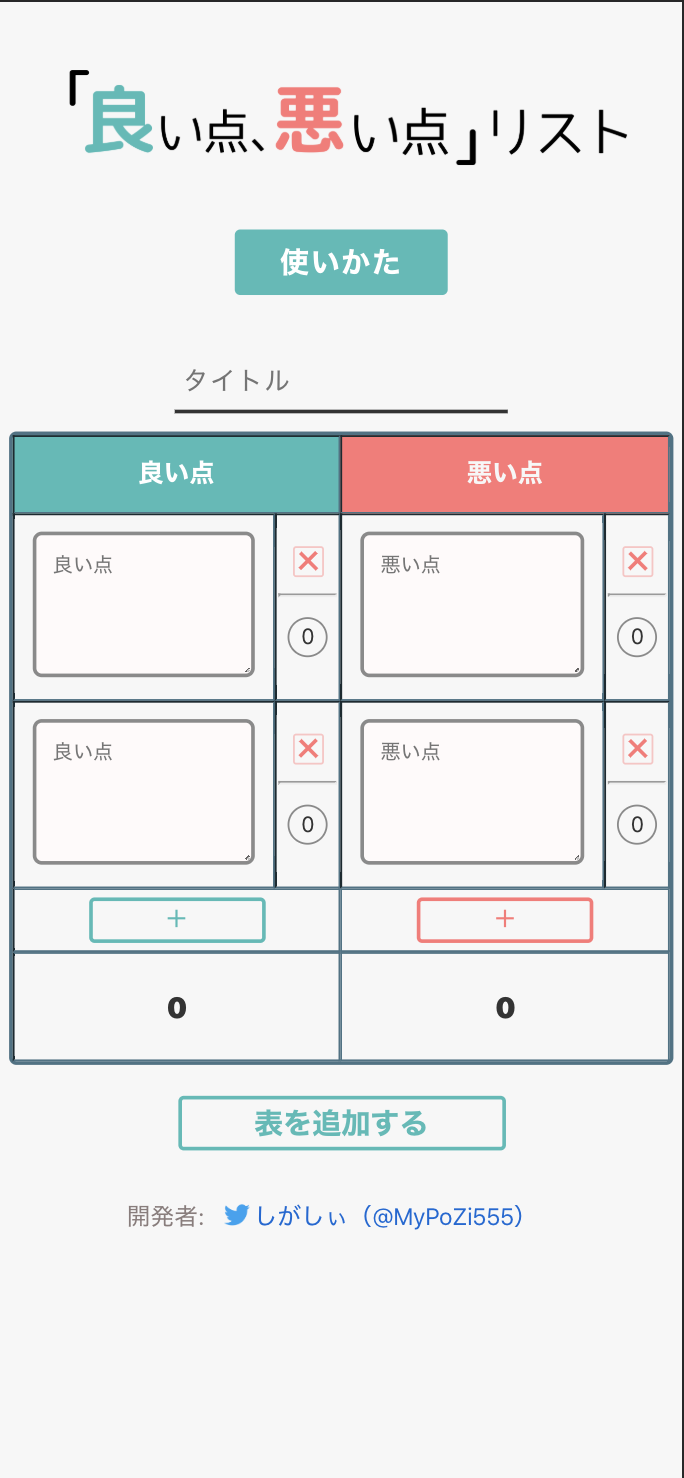 「良い点、悪い点」リスト
使いかた
タイトル
良い点 悪い点
良い点 悪い点
0 0
良い点 悪い点
0 0
+ +
0 0
表を追加する
開発者: しがしぃ（@MyPoZi555）